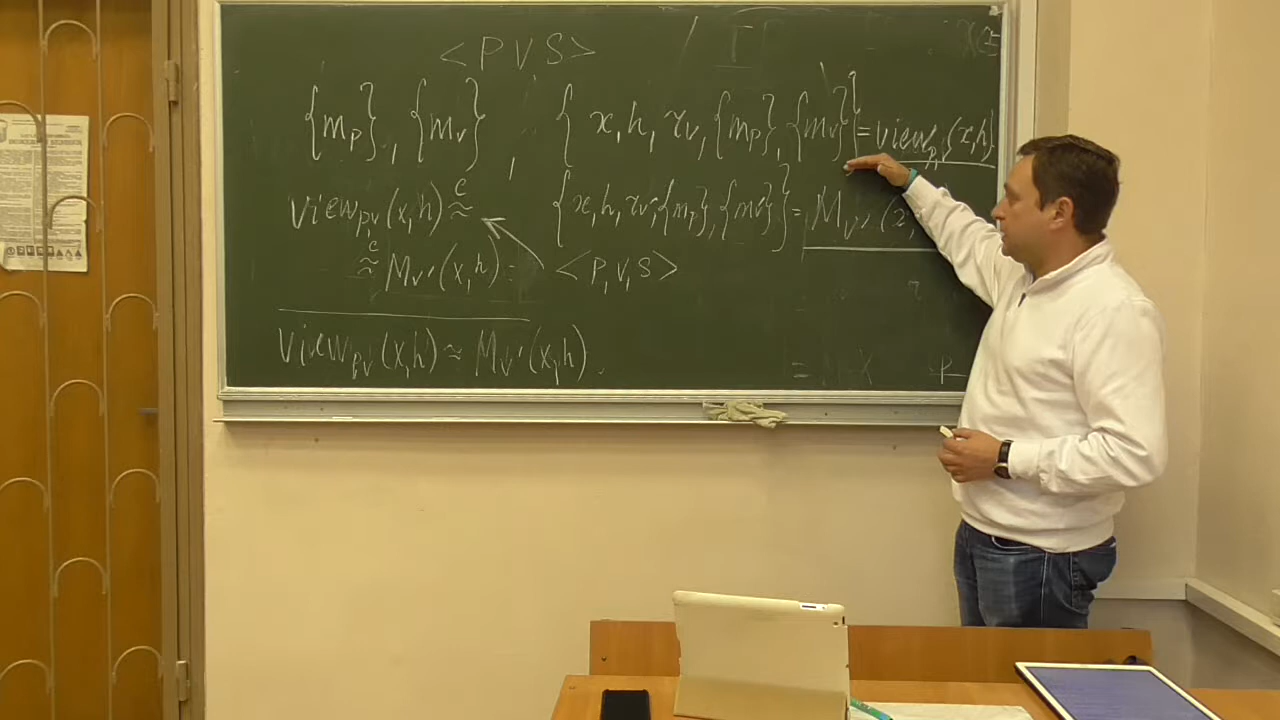 < P V S >
{m_P}, {m_V}, { x, h, r_V, {m_P}, {m_V} } = view_PV(x,h)
view_PV(x,h) ≈^c { x, h, r_V', {m_P}, {m_V'} } = M_V'(x,
≈^c M_V'(x,h) = <P,V,S>
view_PV(x,h) ≈ M_V'(x,h).